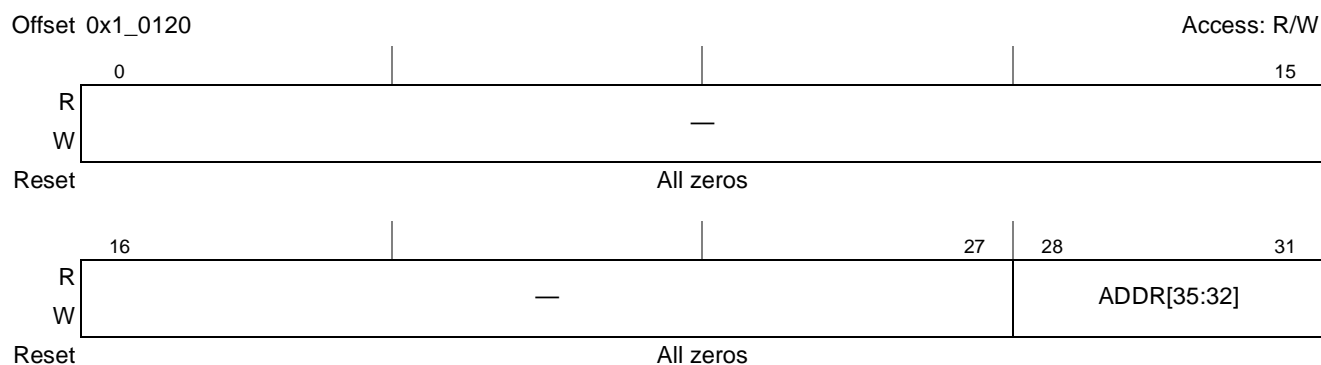 Offset 0x1_0120 Access: R/W
0 15
R
—
W
Reset All zeros
16 27 28 31
R
— ADDR[35:32]
W
Reset All zeros